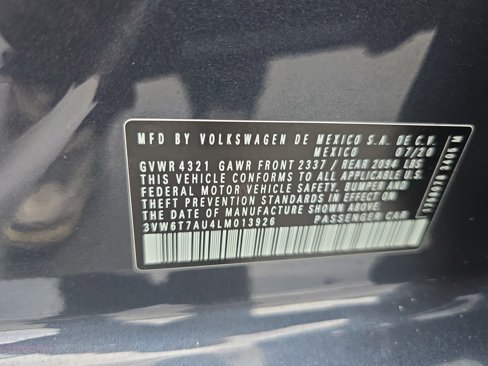 MFD BY VOLKSWAGEN DE MEXICO S.A. DE C.V.
MEXICO 07/20
GVWR 4321 GAWR FRONT 2337 / REAR 2094 LBS
THIS VEHICLE CONFORMS TO ALL APPLICABLE U.S.
FEDERAL MOTOR VEHICLE SAFETY, BUMPER AND
THEFT PREVENTION STANDARDS IN EFFECT ON
THE DATE OF MANUFACTURE SHOWN ABOVE
3VW6T7AU4LM013926 PASSENGER CAR